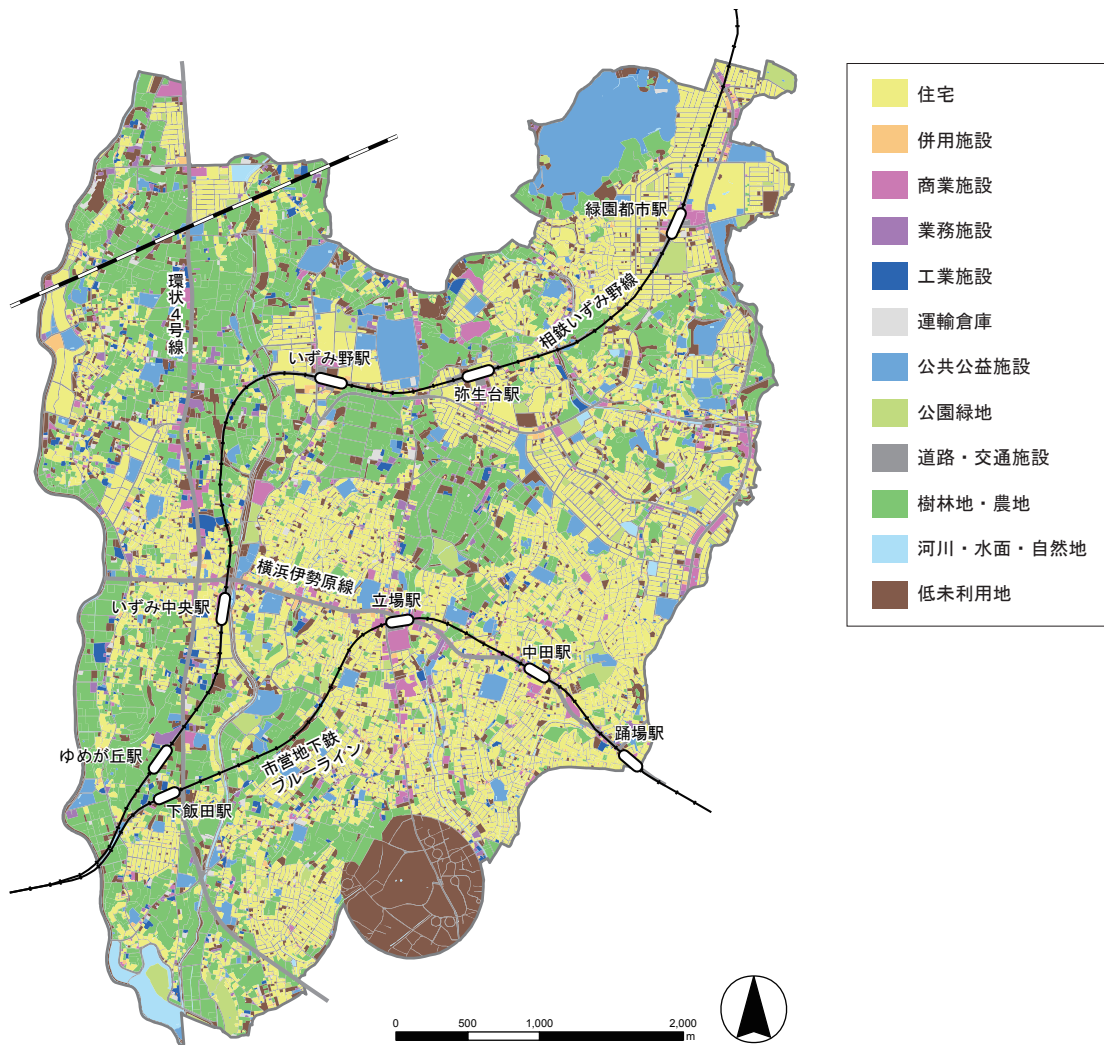 住宅
併用施設
商業施設
業務施設
工業施設
運輸倉庫
公共公益施設
公園緑地
道路・交通施設
樹林地・農地
河川・水面・自然地
低未利用地
緑園都市駅
環状4号線
相鉄いずみ野線
いずみ野駅
弥生台駅
横浜伊勢原線
いずみ中央駅
立場駅
中田駅
踊場駅
ゆめが丘駅
市営地下鉄
ブルーライン
下飯田駅
0 500 1,000 2,000
m